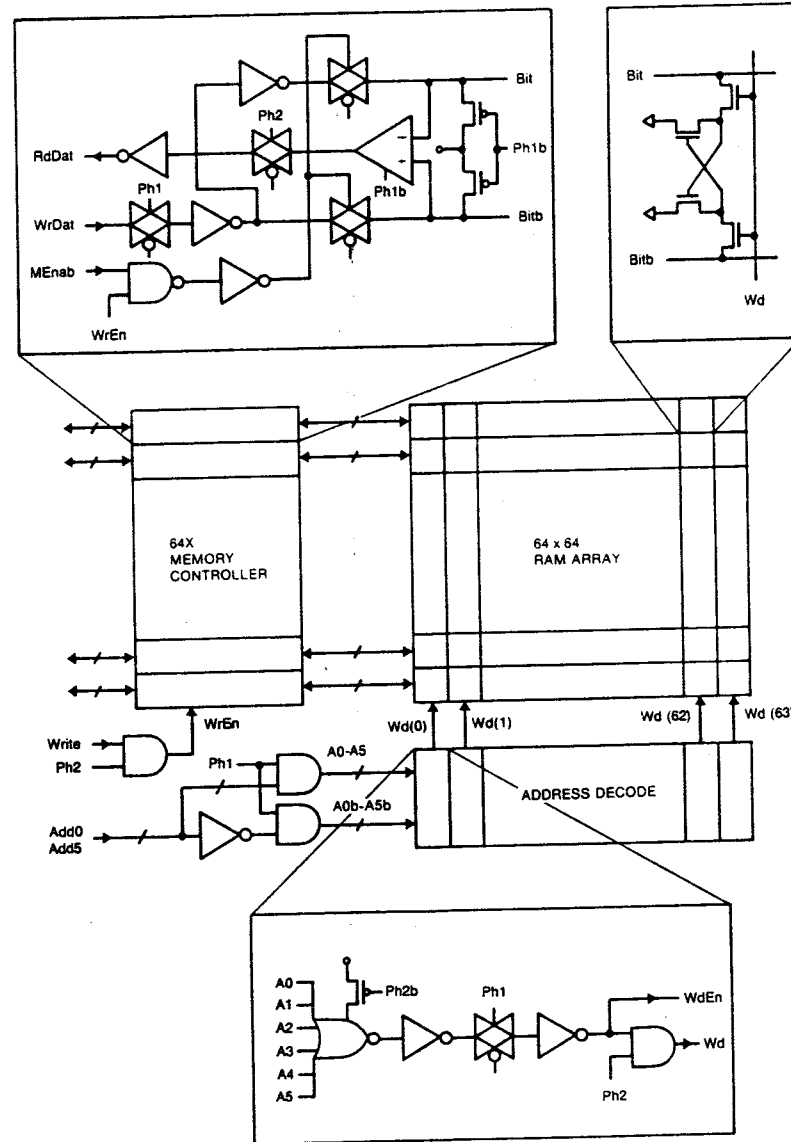 Bit
Ph2
RdDat
Ph1b
Ph1b
Ph1
WrDat
Bitb
MEnab
WrEn
Bit
Bitb
Wd
64X
MEMORY
CONTROLLER
64 x 64
RAM ARRAY
WrEn
Wd(0)
Wd(1)
Wd (62)
Wd (63)
Write
Ph2
Ph1
A0-A5
A0b-A5b
ADDRESS DECODE
Add0
Add5
A0
A1
A2
A3
A4
A5
Ph2b
Ph1
WdEn
Wd
Ph2